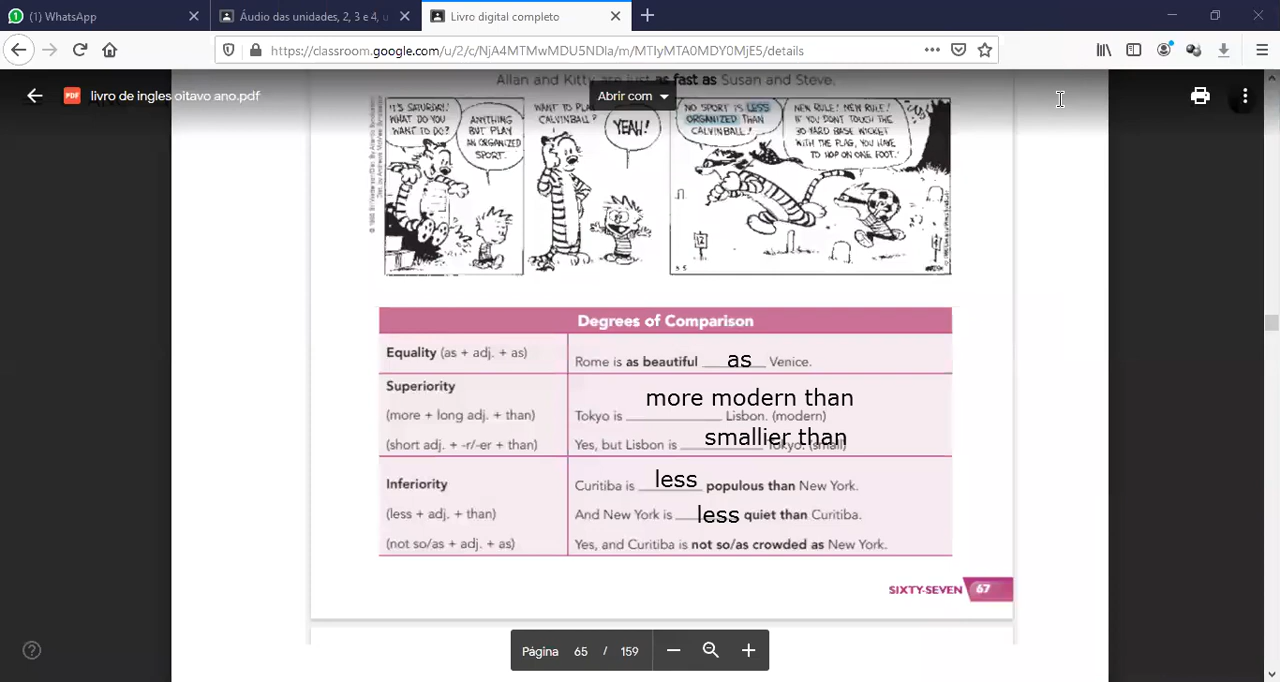 (1) WhatsApp
Áudio das unidades, 2, 3 e 4, u
Livro digital completo
https://classroom.google.com/u/2/c/NjA4MTMwMDU5NDla/m/MTIyMTA0MDY0MjE5/details
Allan and Kitty are just as fast as Susan and Steve.
livro de ingles oitavo ano.pdf
Abrir com
IT'S SATURDAY!
WHAT DO YOU
WANT TO DO?
ANYTHING
BUT PLAY
AN ORGANIZED
SPORT.
WANT TO PLAY
CALVINBALL?
YEAH!
NO SPORT IS LESS
ORGANIZED THAN
CALVINBALL!
NEW RULE! NEW RULE!
IF YOU DON'T TOUCH THE
30-YARD BASE WICKET
WITH THE FLAG, YOU HAVE
TO HOP ON ONE FOOT!
Degrees of Comparison
Equality (as + adj. + as)
Rome is as beautiful as Venice.
Superiority
(more + long adj. + than)
Tokyo is more modern than Lisbon. (modern)
(short adj. + -r/-er + than)
Yes, but Lisbon is smallier than Tokyo. (small)
Inferiority
(less + adj. + than)
(not so/as + adj. + as)
Curitiba is less populous than New York.
And New York is less quiet than Curitiba.
Yes, and Curitiba is not so/as crowded as New York.
SIXTY-SEVEN 67
Página 65 / 159